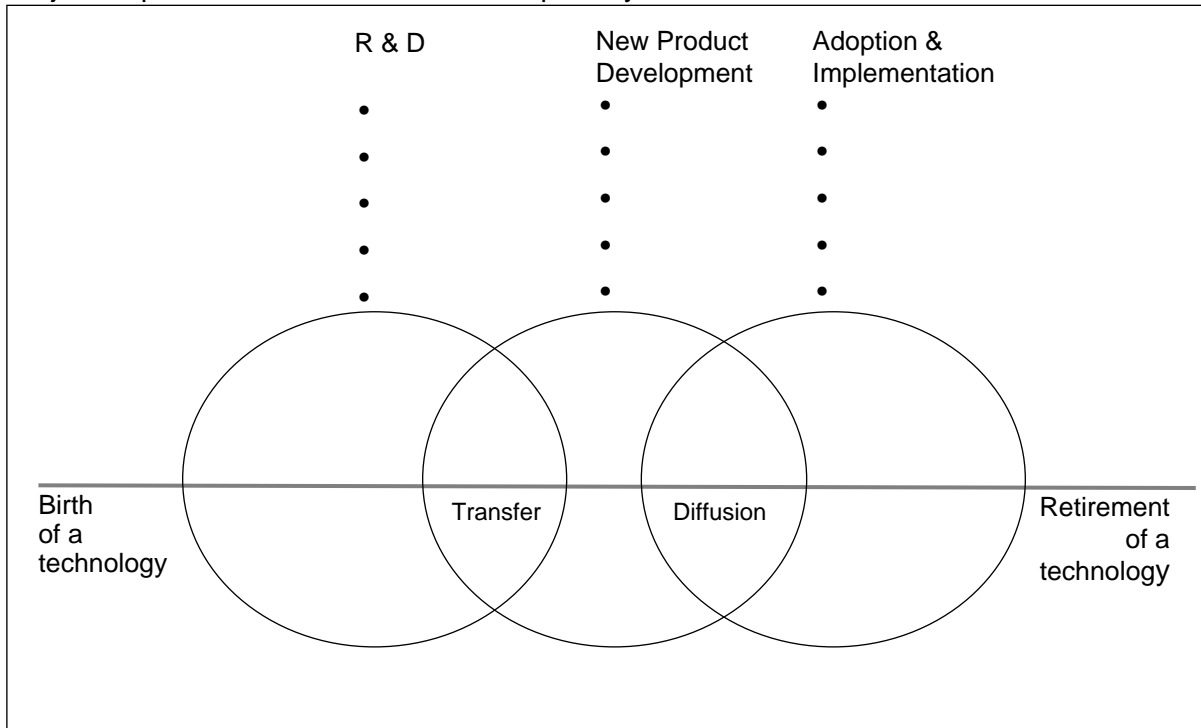 R & D
New Product
Development
Adoption &
Implementation
Birth
of a
technology
Transfer
Diffusion
Retirement
of a
technology